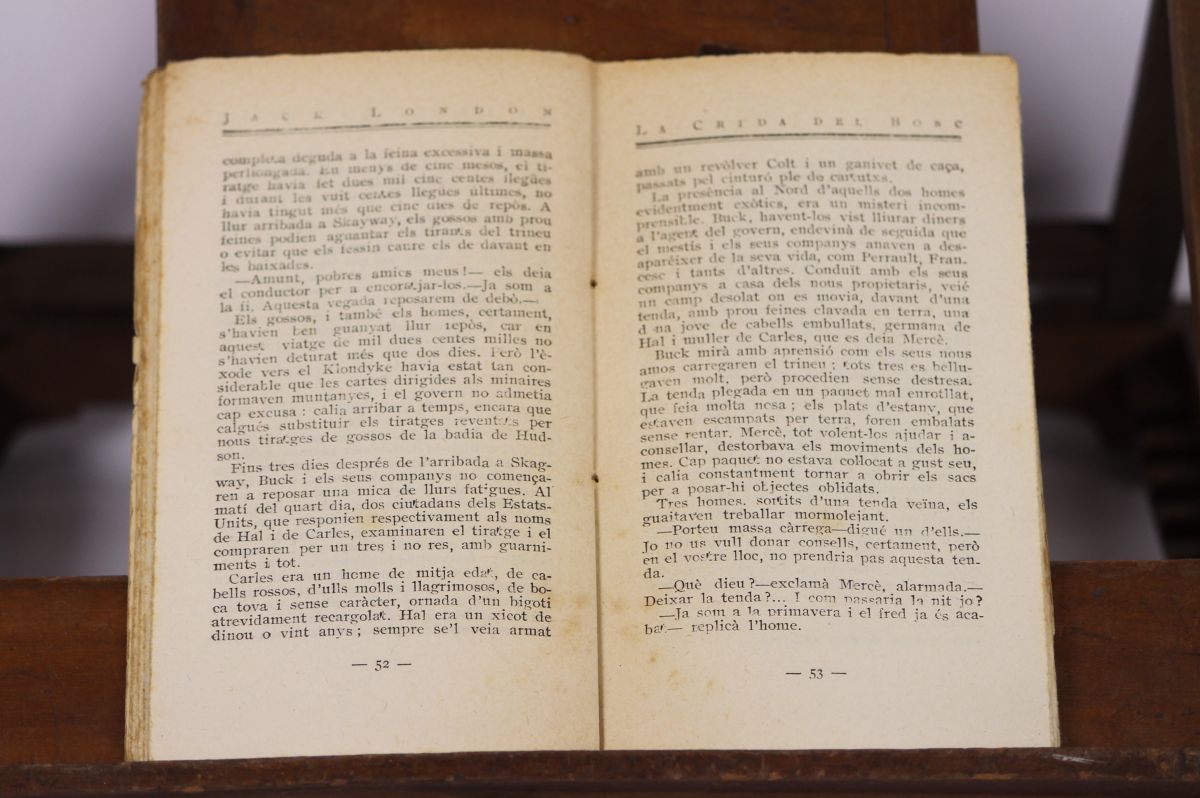 Jack London
completa deguda a la feina excessiva i massa
perllongada. En menys de cinc mesos, el ti-
ratge havia fet dues mil cinc centes llegües
i durant les vuit centes llegües últimes, no
havia tingut més que cinc dies de repòs. A
llur arribada a Skayway, els gossos amb prou
feines podien aguantar els tirants del trineu
o evitar que els fessin caure els de davant en
les baixades.
—Amunt, pobres amics meus!— els deia
el conductor per a encoratjar-los.—Ja som a
la fi. Aquesta vegada reposarem de debò.—
Els gossos, i també els homes, certament,
s'havien ben guanyat llur repòs, car en
aquest viatge de mil dues centes milles no
s'havien deturat més que dos dies. Però l'è-
xode vers el Klondyke havia estat tan con-
siderable que les cartes dirigides als minaires
formaven muntanyes, i el govern no admetia
cap excusa: calia arribar a temps, encara que
calgués substituir els tiratges reventats per
nous tiratges de gossos de la badia de Hud-
son.
Fins tres dies després de l'arribada a Skag-
way, Buck i els seus companys no comença-
ren a reposar una mica de llurs fatigues. Al
matí del quart dia, dos ciutadans dels Estats-
Units, que responien respectivament als noms
de Hal i de Carles, examinaren el tiratge i el
compraren per un tres i no res, amb guarni-
ments i tot.
Carles era un home de mitja edat, de ca-
bells rossos, d'ulls molls i llagrimosos, de bo-
ca tova i sense caràcter, ornada d'un bigoti
atrevidament recargolat. Hal era un xicot de
dinou o vint anys; sempre se'l veia armat
— 52 —
La Crida del Bosc
amb un revòlver Colt i un ganivet de caça,
passats pel cinturó ple de cartutxs.
La presència al Nord d'aquells dos homes
evidentment exòtics, era un misteri incom-
prensible. Buck, havent-los vist lliurar diners
a l'agent del govern, endevinà de seguida que
el mestís i els seus companys anaven a des-
aparéixer de la seva vida, com Perrault, Fran-
cesc i tants d'altres. Conduït amb els seus
companys a casa dels nous propietaris, veié
un camp desolat on es movia, davant d'una
tenda, amb prou feines clavada en terra, una
dona jove de cabells embullats, germana de
Hal i muller de Carles, que es deia Mercè.
Buck mirà amb aprensió com els seus nous
amos carregaren el trineu; tots tres es bellu-
gaven molt, però procedien sense destresa.
La tenda plegada en un paquet mal enrotllat,
que feia molta nosa; els plats d'estany, que
estaven escampats per terra, foren embalats
sense rentar. Mercè, tot volent-los ajudar i a-
consellar, destorbava els moviments dels ho-
mes. Cap paquet no estava collocat a gust seu,
i calia constantment tornar a obrir els sacs
per a posar-hi objectes oblidats.
Tres homes, sortits d'una tenda veïna, els
guaitaven treballar mormolejant.
—Porteu massa càrrega—digué un d'ells.—
Jo no us vull donar consells, certament, però
en el vostre lloc, no prendria pas aquesta ten-
da.
—Què dieu?—exclamà Mercè, alarmada.—
Deixar la tenda?... I com passaria la nit jo?
—Ja som a la primavera i el fred ja és aca-
bat— replicà l'home.
— 53 —